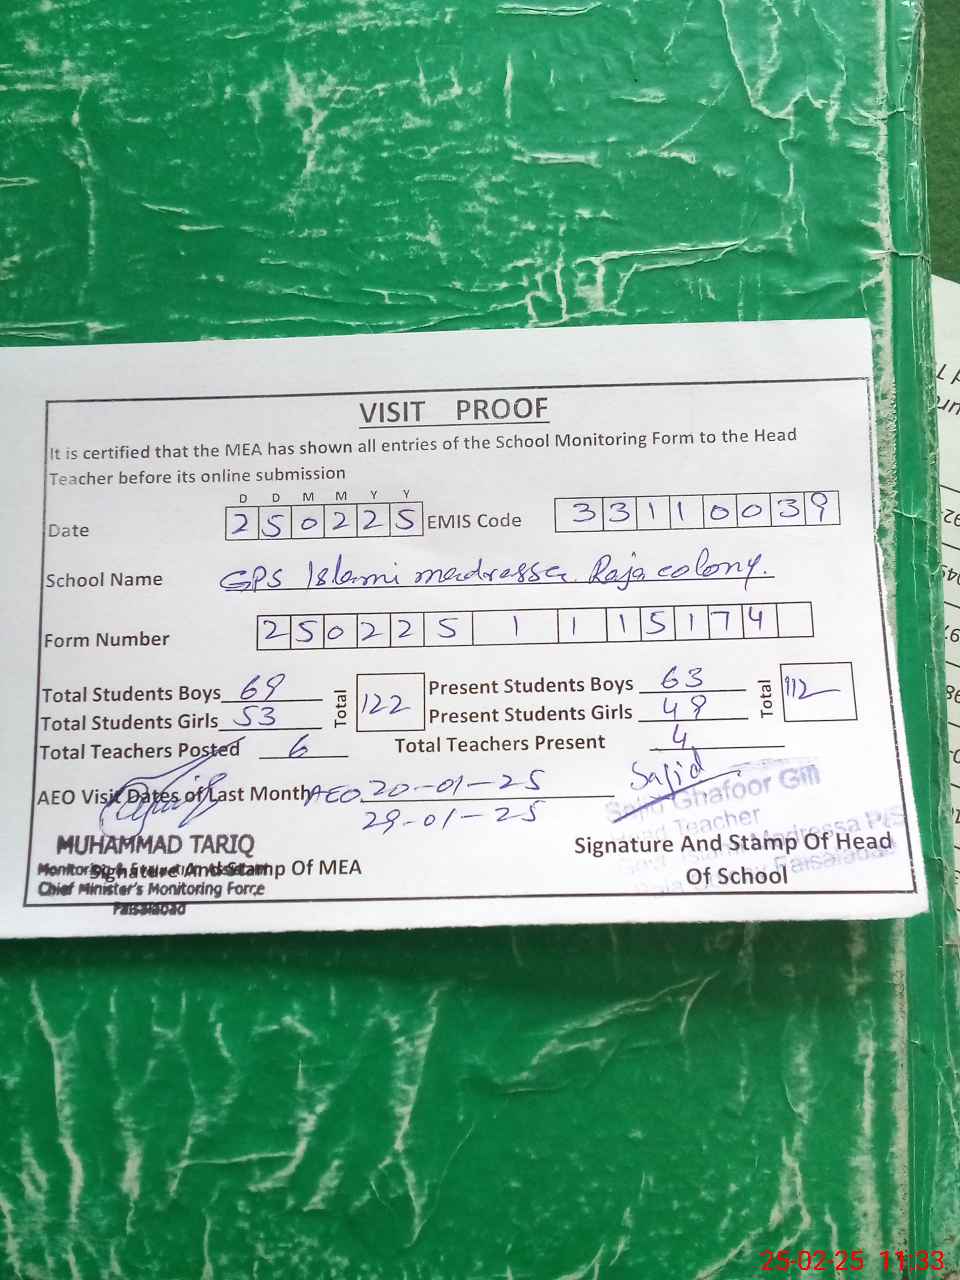 VISIT PROOF
It is certified that the MEA has shown all entries of the School Monitoring Form to the Head
Teacher before its online submission
D D M M Y Y
Date 2 5 0 2 2 5 EMIS Code 3 3 1 1 0 0 3 9
School Name GPS Islami madrassa Raja colony.
Form Number 2 5 0 2 2 5 1 1 1 5 1 7 4
Total Students Boys 69 Total 122 Present Students Boys 63 Total 112
Total Students Girls 53 Present Students Girls 49
Total Teachers Posted 6 Total Teachers Present 4
AEO Visit Dates of Last Month AEO 20-01-25 Sajid
29-01-25
Sajid Ghafoor Gill
Head Teacher
MUHAMMAD TARIQ
Signature And Stamp Of MEA
Chief Minister's Monitoring Force
Faisalabad
Signature And Stamp Of Head
Of School
Madressa P/S
Faisalabad
25-02-25 11:33